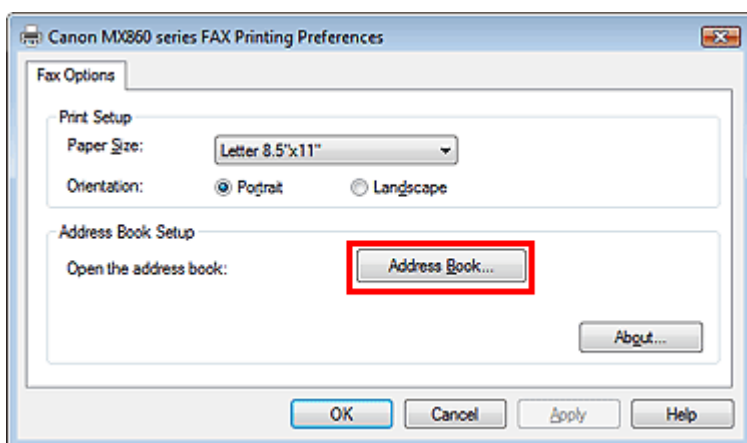 Canon MX860 series FAX Printing Preferences
Fax Options
Print Setup
Paper Size: Letter 8.5"x11"
Orientation: Portrait Landscape
Address Book Setup
Open the address book: Address Book...
About...
OK Cancel Apply Help